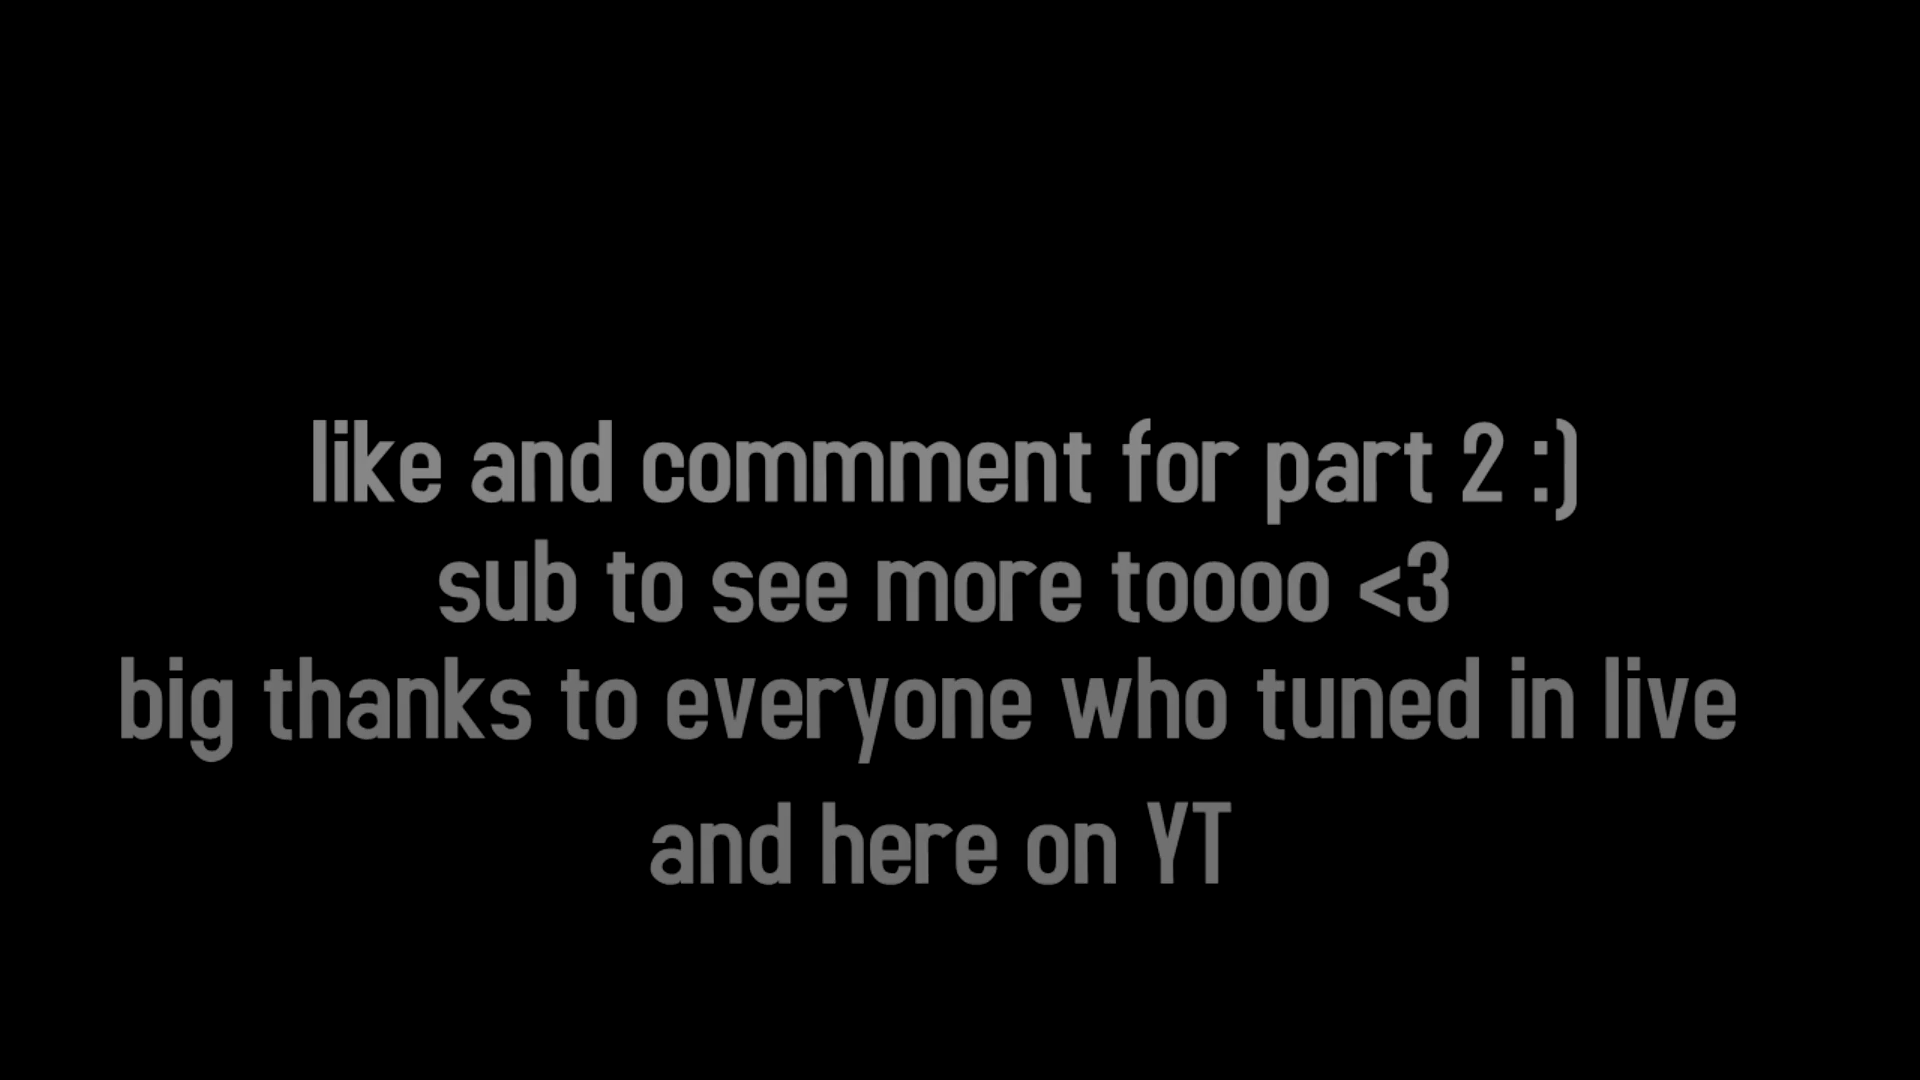 like and commment for part 2 :)
sub to see more toooo <3
big thanks to everyone who tuned in live
and here on YT